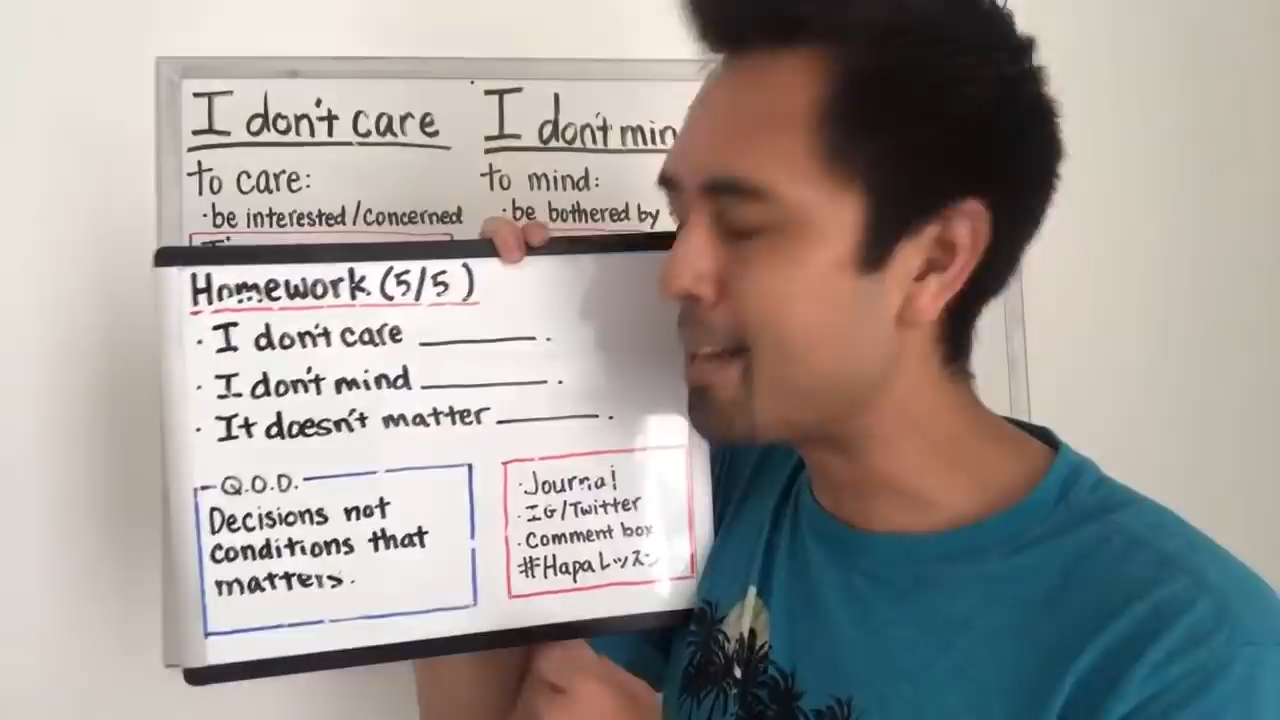 I don't care
I don't min
to care:
to mind:
·be interested/concerned
·be bothered by
Homework (5/5)
·I don't care ______.
·I don't mind ______.
·It doesn't matter ______.
Q.O.D.
Decisions not
conditions that
matters.
·Journal
·IG/Twitter
·Comment box
#Hapaレッスン